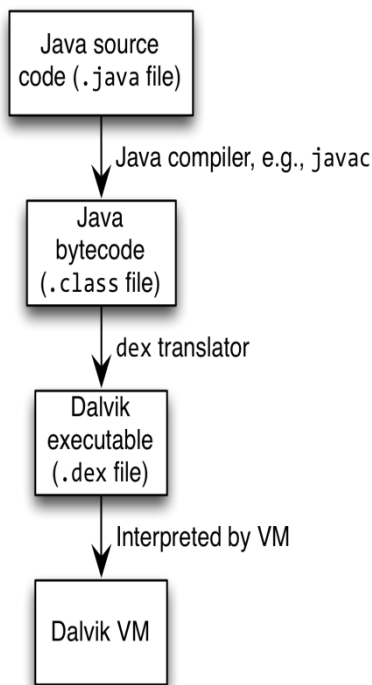 Java source
code (.java file)
Java compiler, e.g., javac
Java
bytecode
(.class file)
dex translator
Dalvik
executable
(.dex file)
Interpreted by VM
Dalvik VM